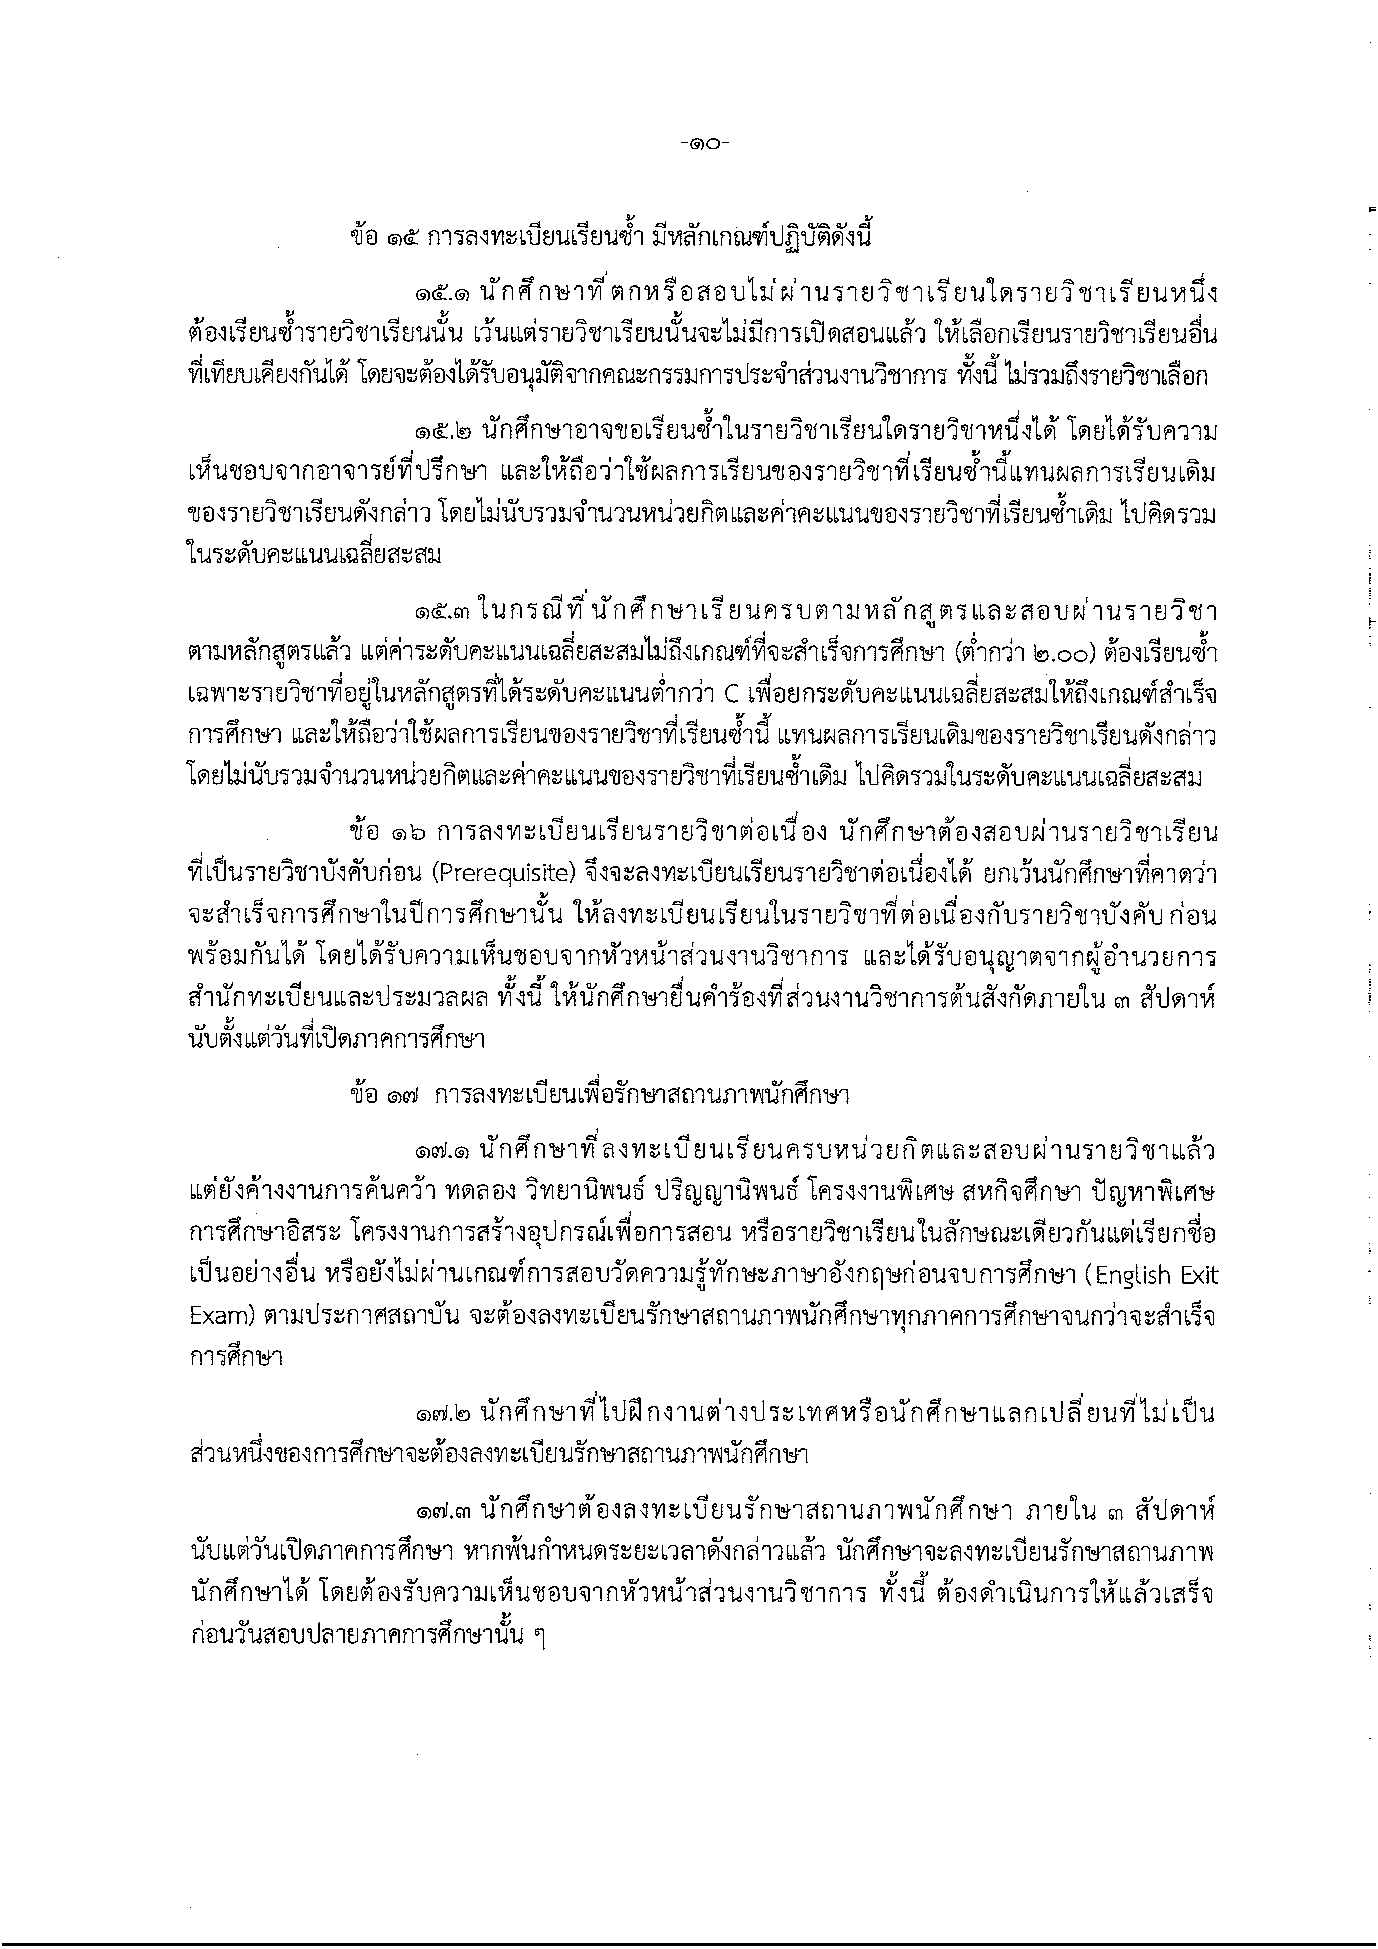 -๑๐-
ข้อ ๑๕ การลงทะเบียนเรียนซ้ำ มีหลักเกณฑ์ปฏิบัติดังนี้
๑๕.๑ นักศึกษาที่ตกหรือสอบไม่ผ่านรายวิชาเรียนใดรายวิชาเรียนหนึ่ง
ต้องเรียนซ้ำรายวิชาเรียนนั้น เว้นแต่รายวิชาเรียนนั้นจะไม่มีการเปิดสอนแล้ว ให้เลือกเรียนรายวิชาเรียนอื่น
ที่เทียบเคียงกันได้ โดยจะต้องได้รับอนุมัติจากคณะกรรมการประจำส่วนงานวิชาการ ทั้งนี้ ไม่รวมถึงรายวิชาเลือก
๑๕.๒ นักศึกษาอาจขอเรียนซ้ำในรายวิชาเรียนใดรายวิชาหนึ่งได้ โดยได้รับความ
เห็นชอบจากอาจารย์ที่ปรึกษา และให้ถือว่าใช้ผลการเรียนของรายวิชาที่เรียนซ้ำนี้แทนผลการเรียนเดิม
ของรายวิชาเรียนดังกล่าว โดยไม่นับรวมจำนวนหน่วยกิตและค่าคะแนนของรายวิชาที่เรียนซ้ำเดิม ไปคิดรวม
ในระดับคะแนนเฉลี่ยสะสม
๑๕.๓ ในกรณีที่นักศึกษาเรียนครบตามหลักสูตรและสอบผ่านรายวิชา
ตามหลักสูตรแล้ว แต่ค่าระดับคะแนนเฉลี่ยสะสมไม่ถึงเกณฑ์ที่จะสำเร็จการศึกษา (ต่ำกว่า ๒.๐๐) ต้องเรียนซ้ำ
เฉพาะรายวิชาที่อยู่ในหลักสูตรที่ได้ระดับคะแนนต่ำกว่า C เพื่อยกระดับคะแนนเฉลี่ยสะสมให้ถึงเกณฑ์สำเร็จ
การศึกษา และให้ถือว่าใช้ผลการเรียนของรายวิชาที่เรียนซ้ำนี้ แทนผลการเรียนเดิมของรายวิชาเรียนดังกล่าว
โดยไม่นับรวมจำนวนหน่วยกิตและค่าคะแนนของรายวิชาที่เรียนซ้ำเดิม ไปคิดรวมในระดับคะแนนเฉลี่ยสะสม
ข้อ ๑๖ การลงทะเบียนเรียนรายวิชาต่อเนื่อง นักศึกษาต้องสอบผ่านรายวิชาเรียน
ที่เป็นรายวิชาบังคับก่อน (Prerequisite) จึงจะลงทะเบียนเรียนรายวิชาต่อเนื่องได้ ยกเว้นนักศึกษาที่คาดว่า
จะสำเร็จการศึกษาในปีการศึกษานั้น ให้ลงทะเบียนเรียนในรายวิชาที่ต่อเนื่องกับรายวิชาบังคับก่อน
พร้อมกันได้ โดยได้รับความเห็นชอบจากหัวหน้าส่วนงานวิชาการ และได้รับอนุญาตจากผู้อำนวยการ
สำนักทะเบียนและประมวลผล ทั้งนี้ ให้นักศึกษายื่นคำร้องที่ส่วนงานวิชาการต้นสังกัดภายใน ๓ สัปดาห์
นับตั้งแต่วันที่เปิดภาคการศึกษา
ข้อ ๑๗ การลงทะเบียนเพื่อรักษาสถานภาพนักศึกษา
๑๗.๑ นักศึกษาที่ลงทะเบียนเรียนครบหน่วยกิตและสอบผ่านรายวิชาแล้ว
แต่ยังค้างงานการค้นคว้า ทดลอง วิทยานิพนธ์ ปริญญานิพนธ์ โครงงานพิเศษ สหกิจศึกษา ปัญหาพิเศษ
การศึกษาอิสระ โครงงานการสร้างอุปกรณ์เพื่อการสอน หรือรายวิชาเรียนในลักษณะเดียวกันแต่เรียกชื่อ
เป็นอย่างอื่น หรือยังไม่ผ่านเกณฑ์การสอบวัดความรู้ทักษะภาษาอังกฤษก่อนจบการศึกษา (English Exit
Exam) ตามประกาศสถาบัน จะต้องลงทะเบียนรักษาสถานภาพนักศึกษาทุกภาคการศึกษาจนกว่าจะสำเร็จ
การศึกษา
๑๗.๒ นักศึกษาที่ไปฝึกงานต่างประเทศหรือนักศึกษาแลกเปลี่ยนที่ไม่เป็น
ส่วนหนึ่งของการศึกษาจะต้องลงทะเบียนรักษาสถานภาพนักศึกษา
๑๗.๓ นักศึกษาต้องลงทะเบียนรักษาสถานภาพนักศึกษา ภายใน ๓ สัปดาห์
นับแต่วันเปิดภาคการศึกษา หากพ้นกำหนดระยะเวลาดังกล่าวแล้ว นักศึกษาจะลงทะเบียนรักษาสถานภาพ
นักศึกษาได้ โดยต้องรับความเห็นชอบจากหัวหน้าส่วนงานวิชาการ ทั้งนี้ ต้องดำเนินการให้แล้วเสร็จ
ก่อนวันสอบปลายภาคการศึกษานั้น ๆ